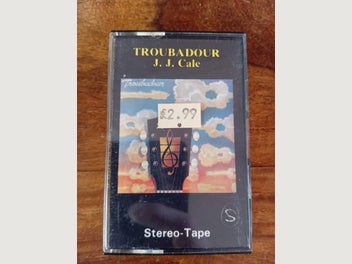 TROUBADOUR
J. J. Cale
Troubadour
£2.99
S
Stereo-Tape